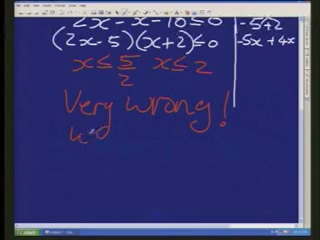 2x - x - 10 ≤ 0
-5+2
(2x-5)(x+2) ≤ 0
-5x+4x
x ≤ 5/2 x ≤ 2
Very wrong!